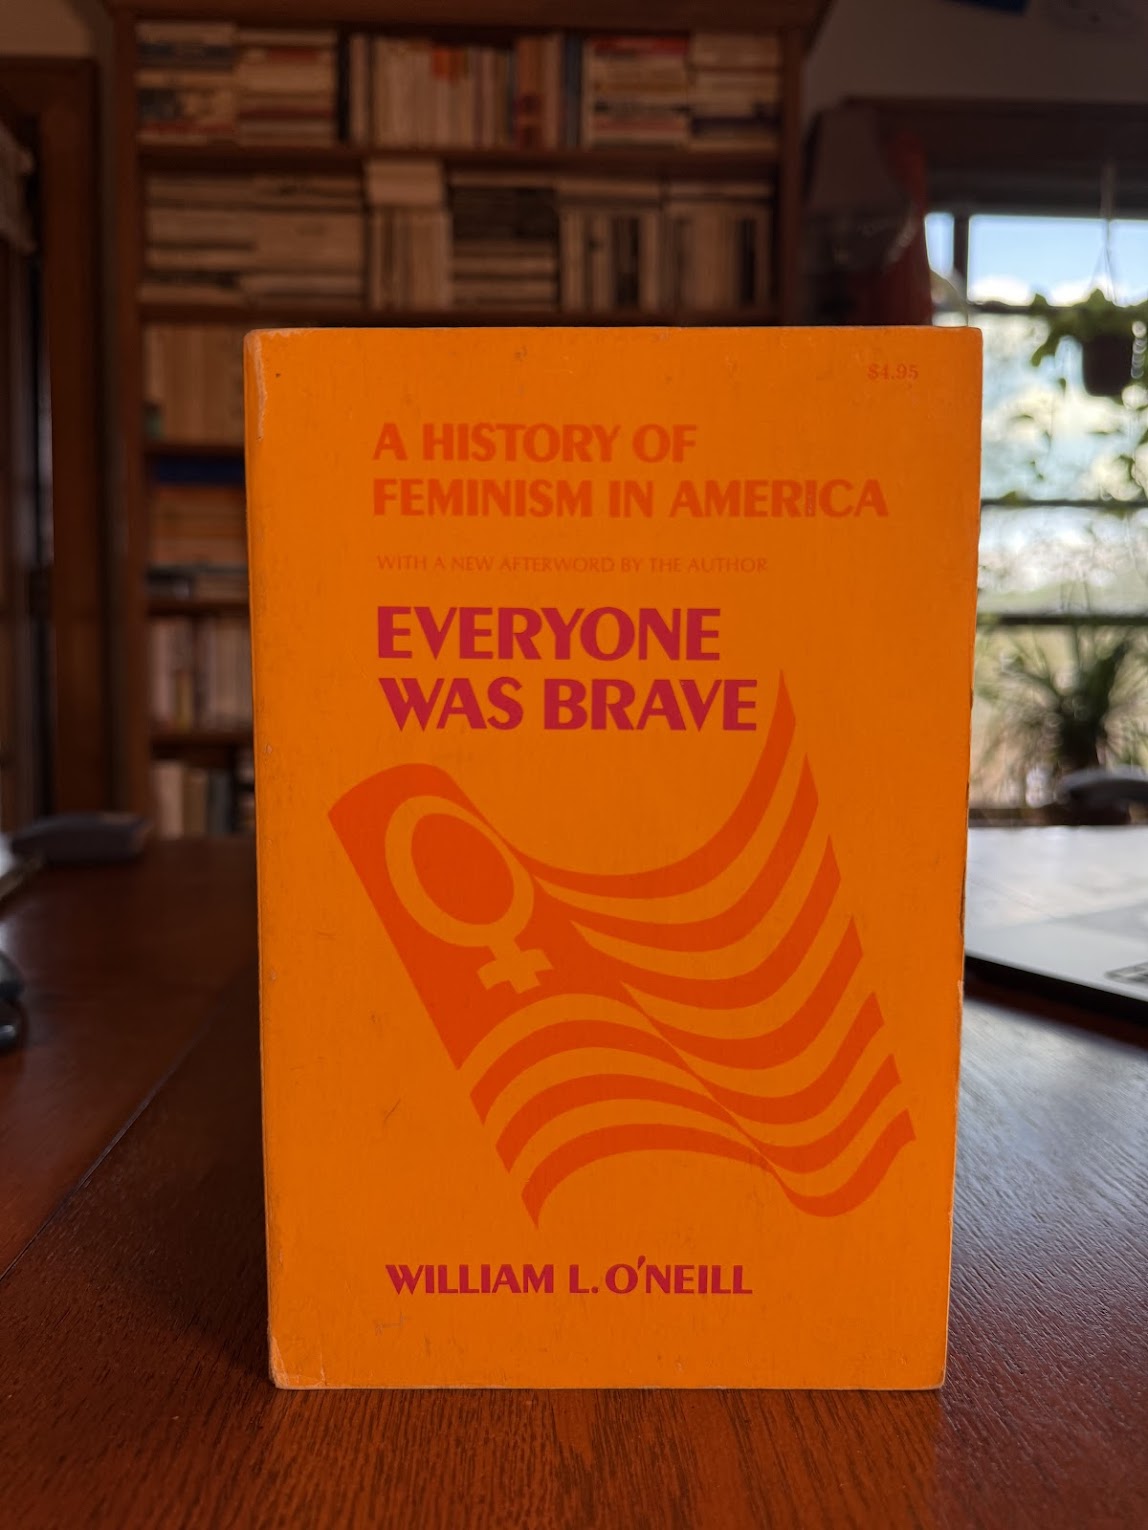 $4.95
A HISTORY OF
FEMINISM IN AMERICA
WITH A NEW AFTERWORD BY THE AUTHOR
EVERYONE
WAS BRAVE
WILLIAM L. O'NEILL